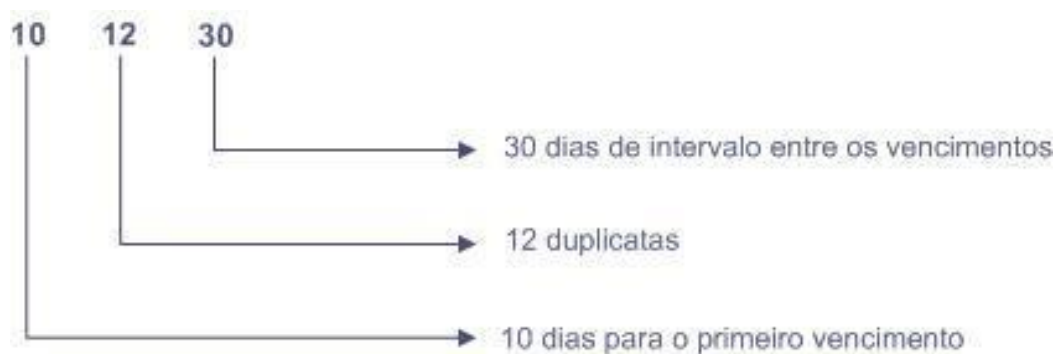 10 12 30
30 dias de intervalo entre os vencimentos
12 duplicatas
10 dias para o primeiro vencimento